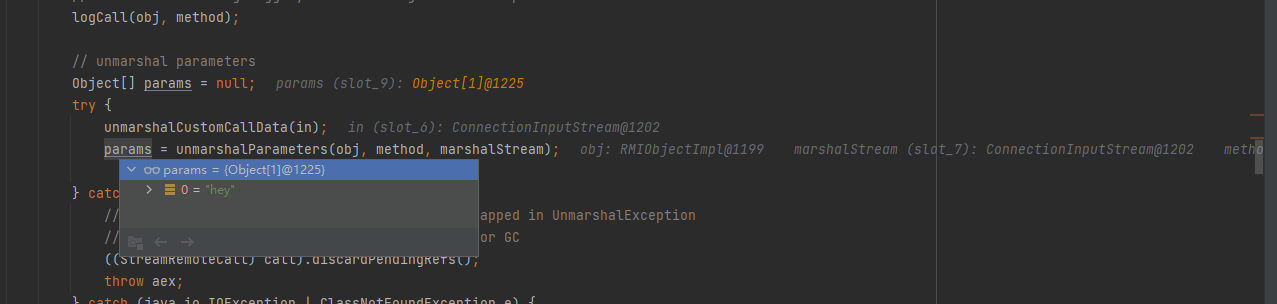 logCall(obj, method);
// unmarshal parameters
Object[] params = null; params (slot_9): Object[1]@1225
try {
unmarshalCustomCallData(in); in (slot_6): ConnectionInputStream@1202
params = unmarshalParameters(obj, method, marshalStream); obj: RMIObjectImpl@1199 marshalStream (slot_7): ConnectionInputStream@1202 metho
params = {Object[1]@1225}
0 = "hey"
} catc
// apped in UnmarshalException
// or GC
((StreamRemoteCall) call).discardPendingRefs();
throw aex;
} catch (java.io.IOException | ClassNotFoundException e) {